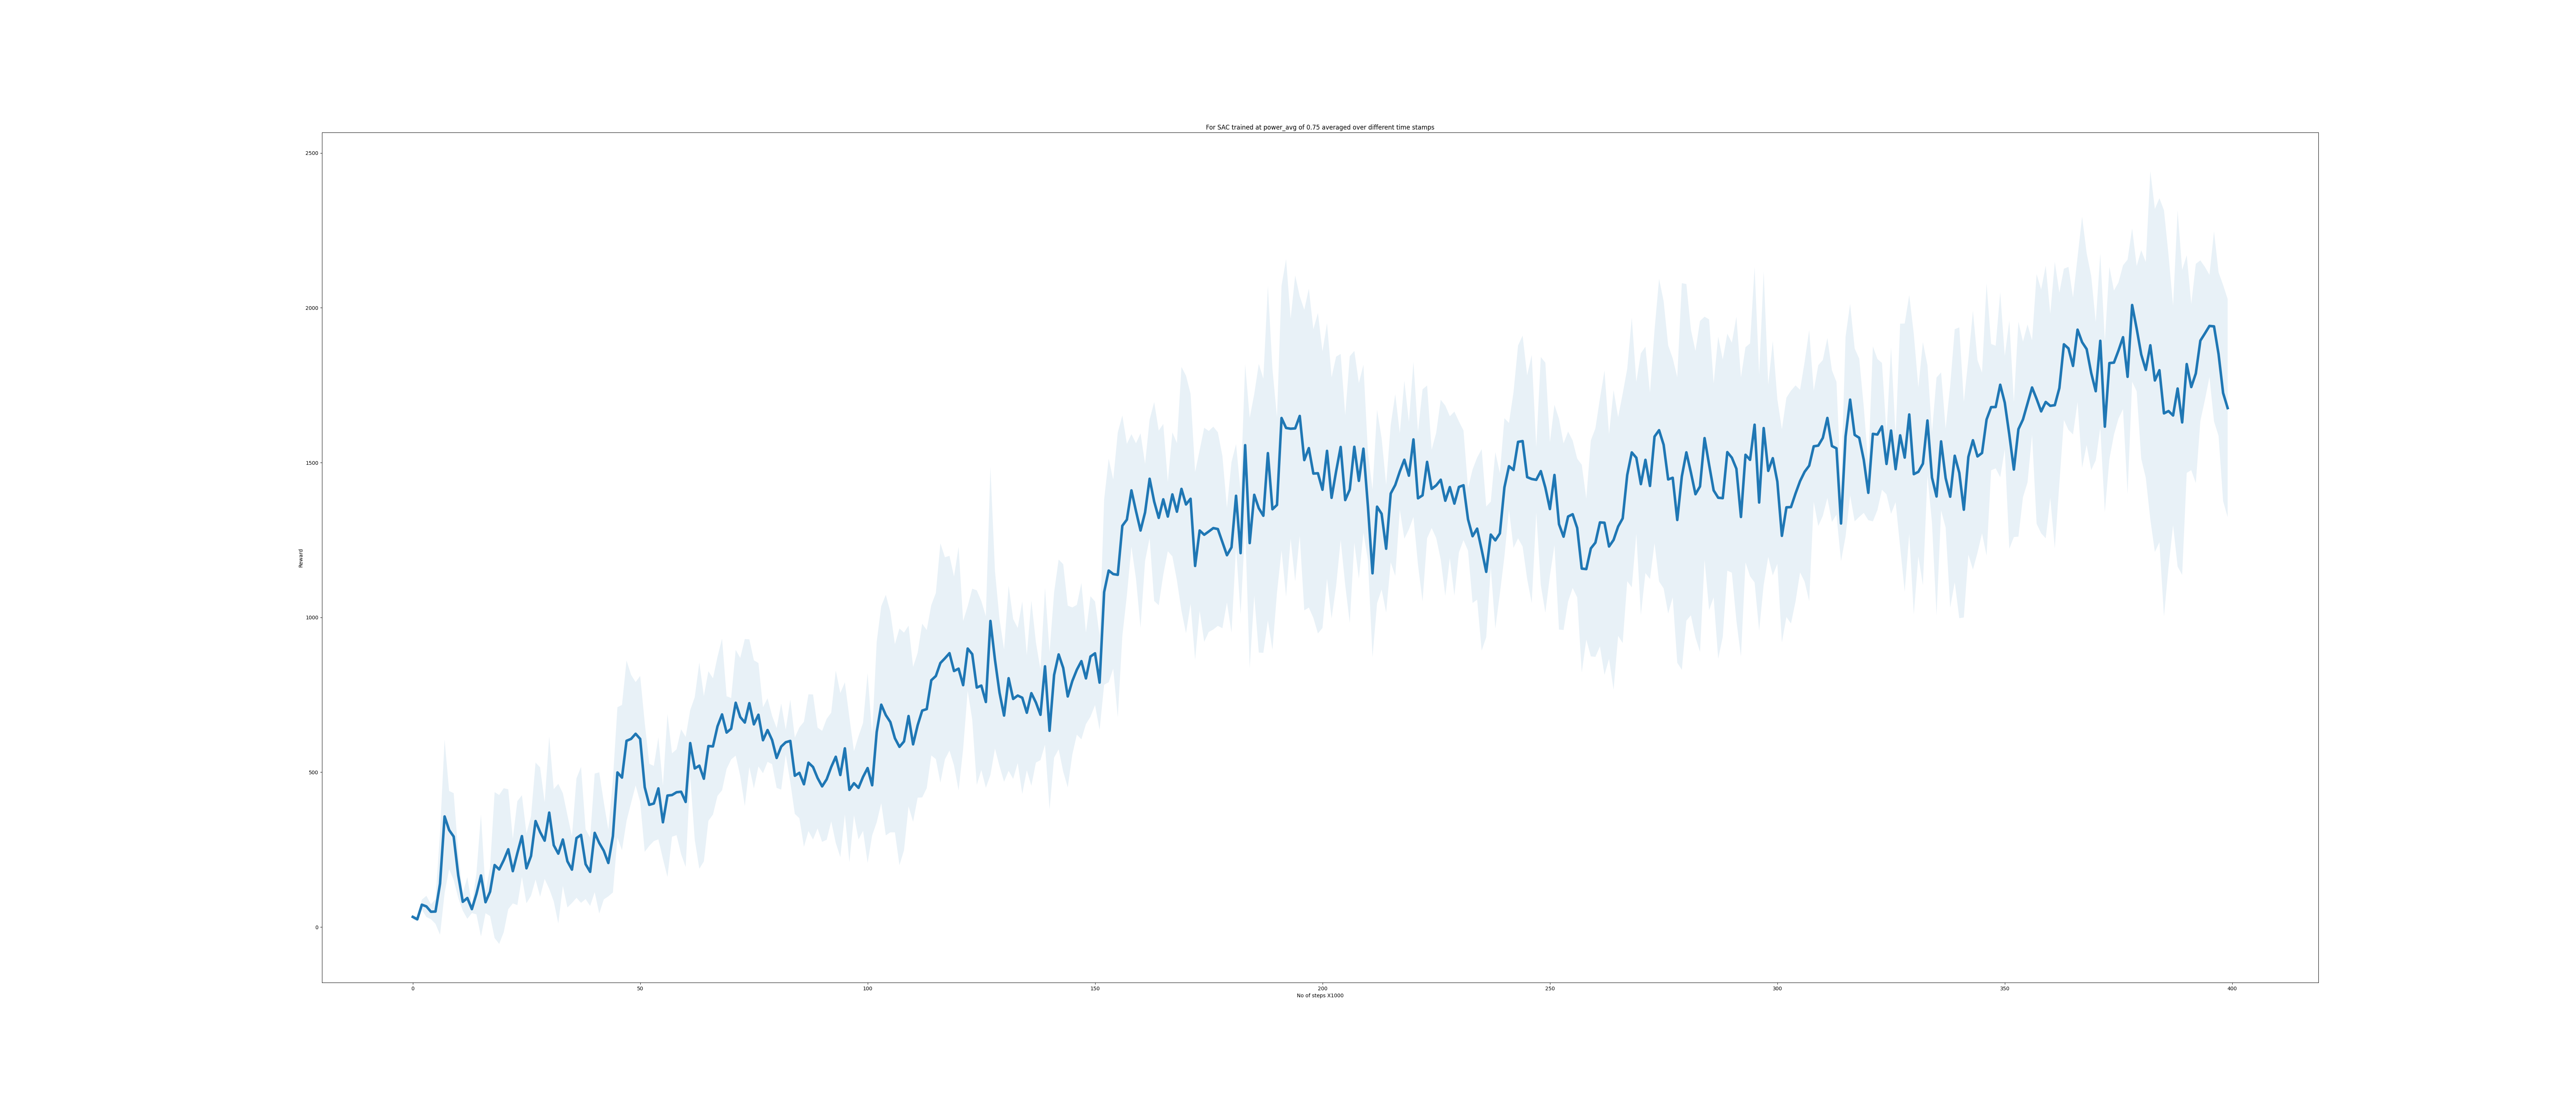 For SAC trained at power_avg of 0.75 averaged over different time stamps
2500
2000
1500
1000
500
0
Reward
0 50 100 150 200 250 300 350 400
No of steps X1000